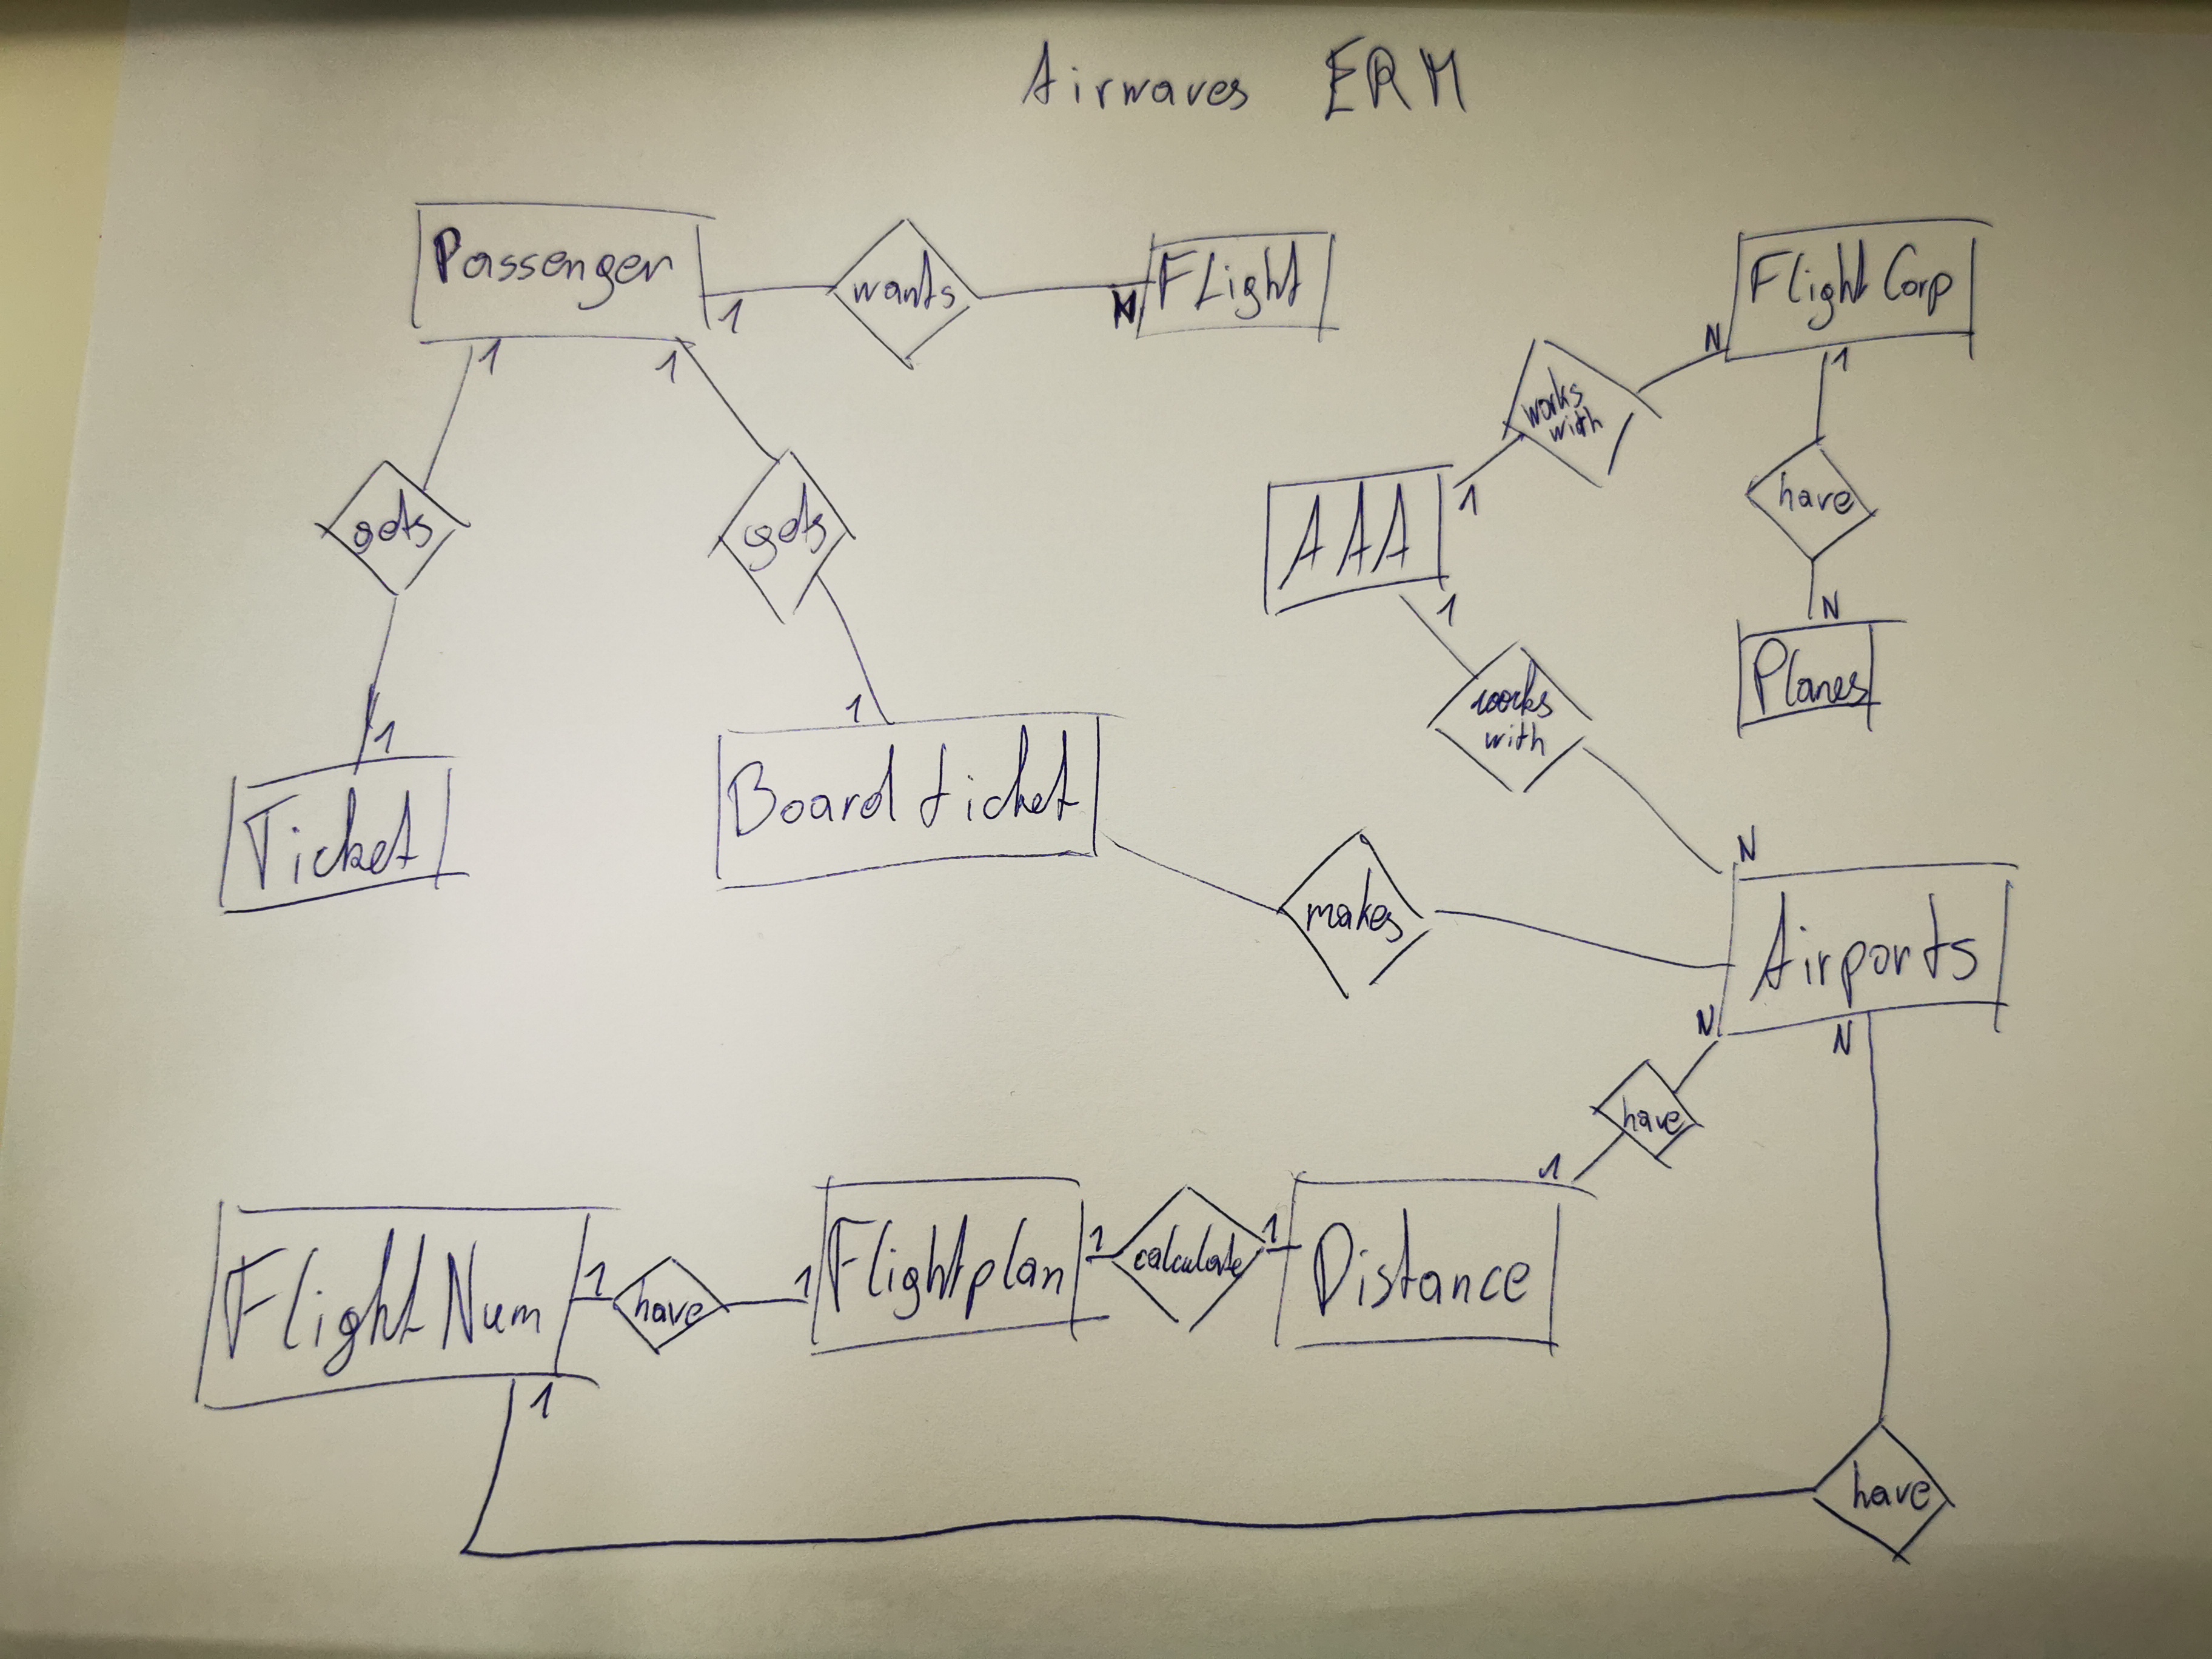 Airwaves ERM
Passenger
1
wants
N
Flight
Flight Corp
1
1
N
1
works
with
1
AAA
gets
gets
have
1
N
works
with
Planes
1
1
Ticket
Board ticket
N
makes
Airports
N
N
have
1
Flight Num
1
have
1
Flightplan
1
calculate
1
Distance
1
have